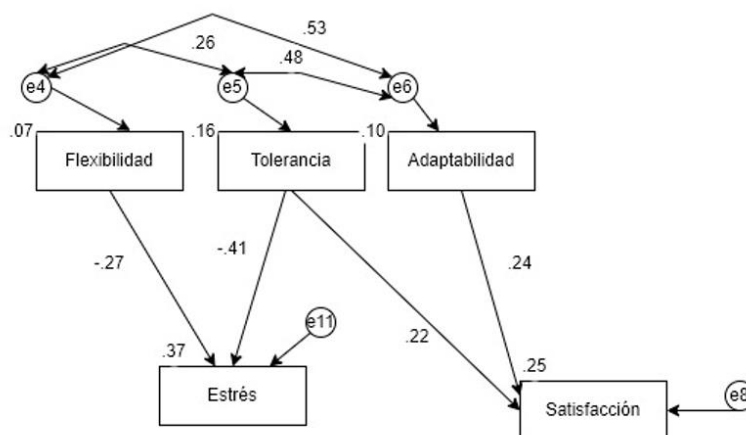 .53
.26
.48
e4
e5
e6
.07
.16
.10
Flexibilidad
Tolerancia
Adaptabilidad
-.27
-.41
.24
e11
.22
.37
.25
Estrés
Satisfacción
e8